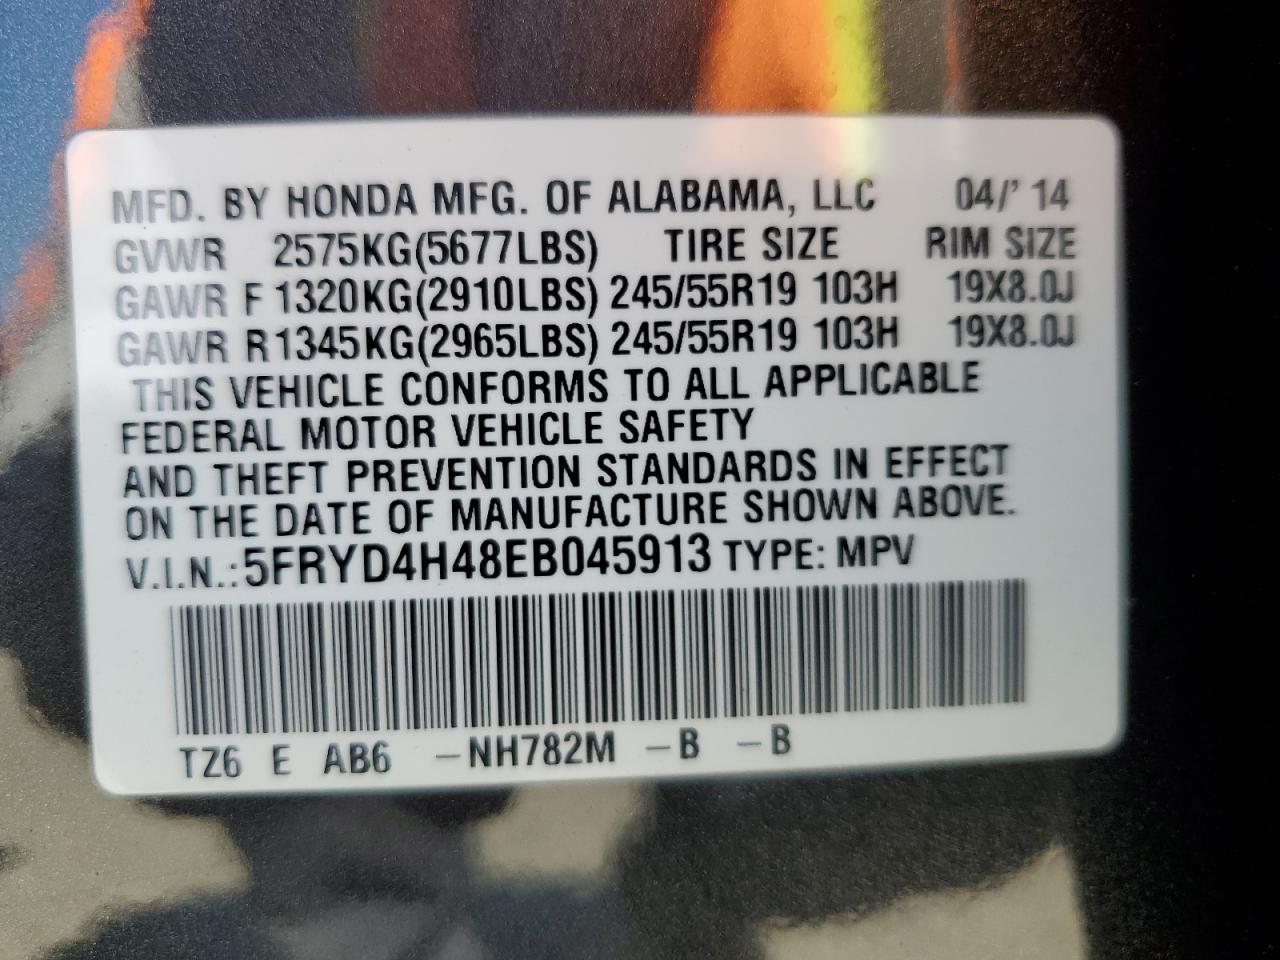 MFD. BY HONDA MFG. OF ALABAMA, LLC 04/' 14
GVWR 2575KG(5677LBS) TIRE SIZE RIM SIZE
GAWR F 1320KG(2910LBS) 245/55R19 103H 19X8.0J
GAWR R1345KG(2965LBS) 245/55R19 103H 19X8.0J
THIS VEHICLE CONFORMS TO ALL APPLICABLE
FEDERAL MOTOR VEHICLE SAFETY
AND THEFT PREVENTION STANDARDS IN EFFECT
ON THE DATE OF MANUFACTURE SHOWN ABOVE.
V.I.N.:5FRYD4H48EB045913 TYPE: MPV
TZ6 E AB6 –NH782M –B –B